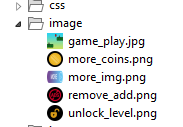 css
image
game_play.jpg
more_coins.png
more_img.png
remove_add.png
unlock_level.png